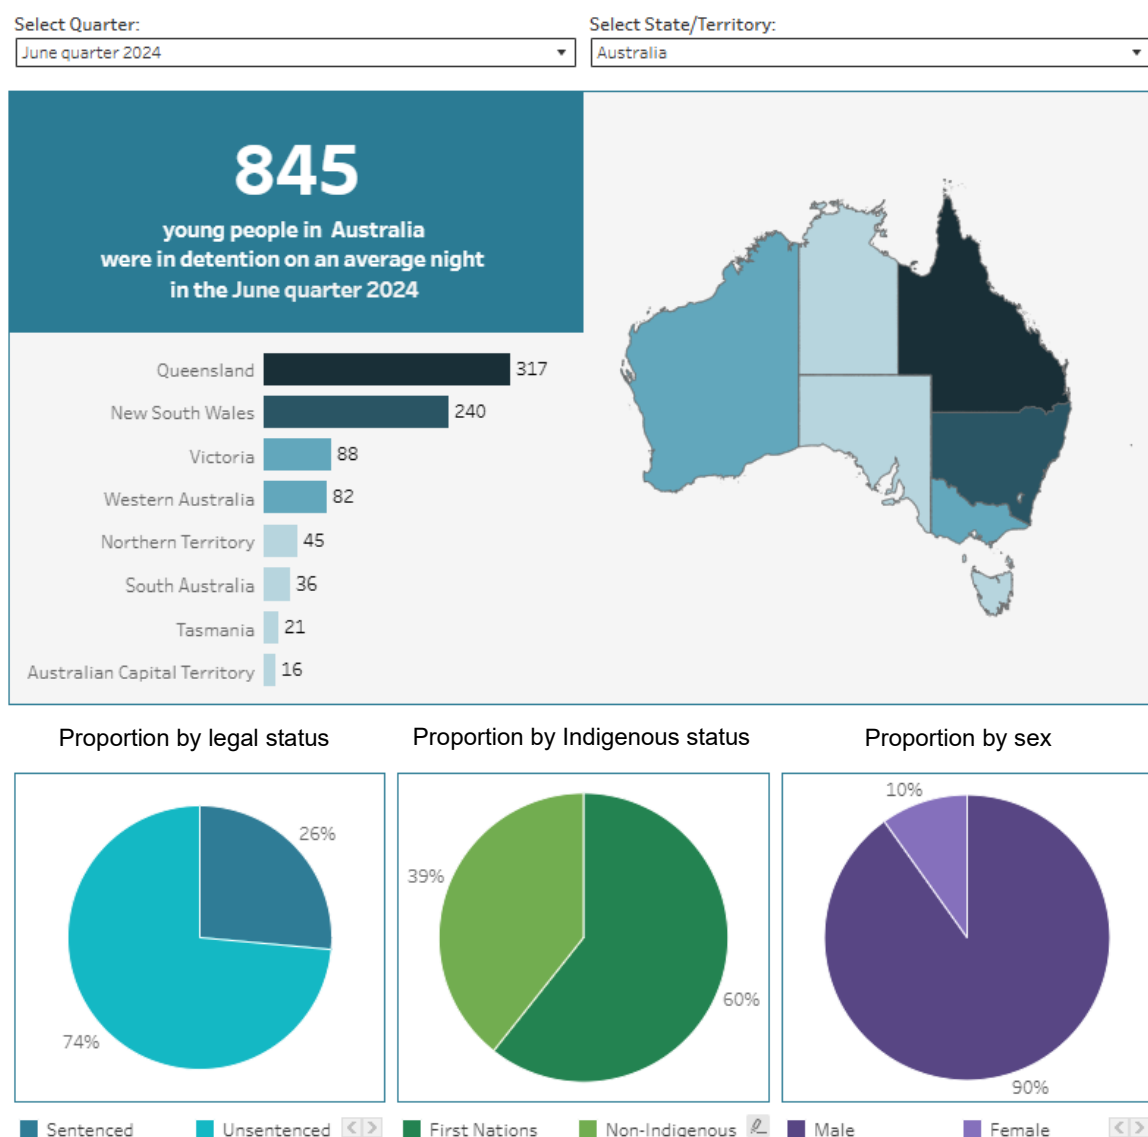 Select Quarter:
Select State/Territory:
June quarter 2024
Australia
845
young people in Australia
were in detention on an average night
in the June quarter 2024
Queensland 317
New South Wales 240
Victoria 88
Western Australia 82
Northern Territory 45
South Australia 36
Tasmania 21
Australian Capital Territory 16
Proportion by legal status
26%
74%
Sentenced Unsentenced
Proportion by Indigenous status
39%
60%
First Nations Non-Indigenous
Proportion by sex
10%
90%
Male Female